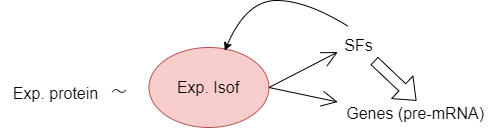 SFs
Exp. protein ~ Exp. Isof
Genes (pre-mRNA)